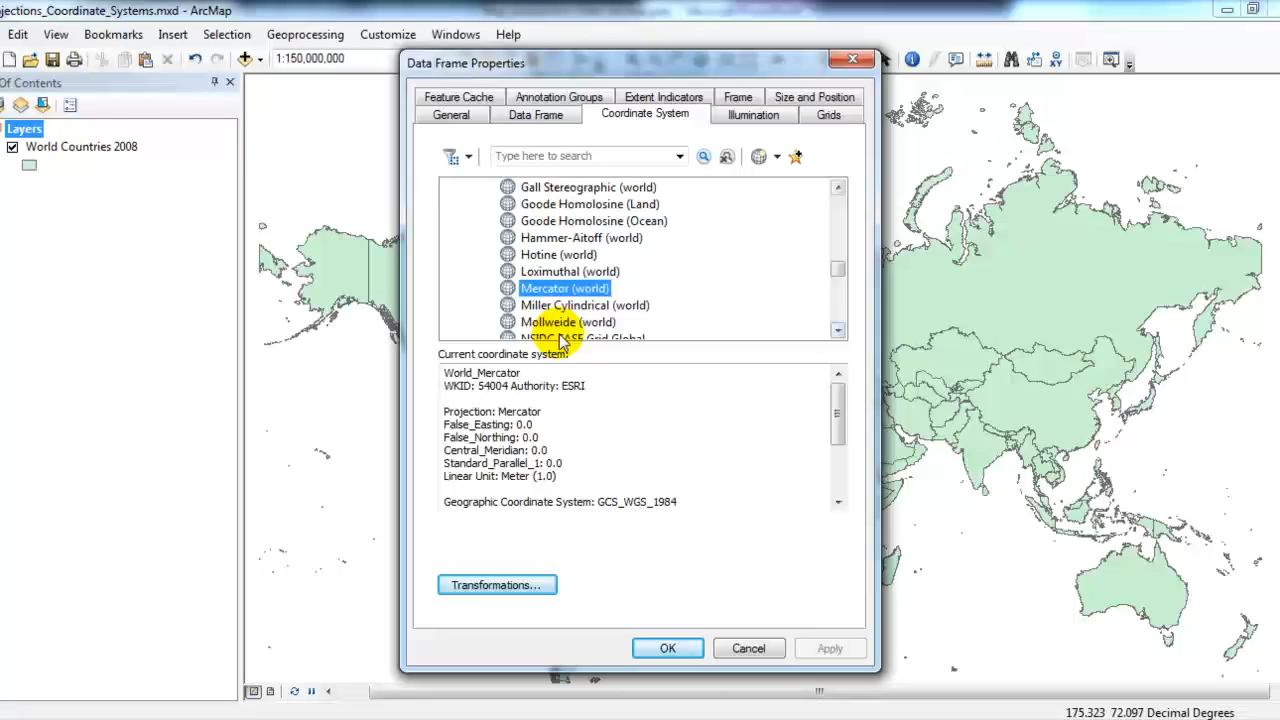 ojections_Coordinate_Systems.mxd - ArcMap
Edit View Bookmarks Insert Selection Geoprocessing Customize Windows Help
1:150,000,000
Of Contents
Layers
World Countries 2008
Data Frame Properties
Feature Cache Annotation Groups Extent Indicators Frame Size and Position
General Data Frame Coordinate System Illumination Grids
Type here to search
Gall Stereographic (world)
Goode Homolosine (Land)
Goode Homolosine (Ocean)
Hammer-Aitoff (world)
Hotine (world)
Loximuthal (world)
Mercator (world)
Miller Cylindrical (world)
Mollweide (world)
NSIDC EASE Grid Global
Current coordinate system:
World_Mercator
WKID: 54004 Authority: ESRI
Projection: Mercator
False_Easting: 0.0
False_Northing: 0.0
Central_Meridian: 0.0
Standard_Parallel_1: 0.0
Linear Unit: Meter (1.0)
Geographic Coordinate System: GCS_WGS_1984
Transformations...
OK Cancel Apply
175.323 72.097 Decimal Degrees